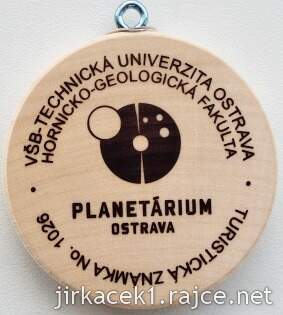 VŠB-TECHNICKÁ UNIVERZITA OSTRAVA
HORNICKO-GEOLOGICKÁ FAKULTA
PLANETÁRIUM
OSTRAVA
· TURISTICKÁ ZNÁMKA No. 1026 ·
jirkacek1.rajce.net